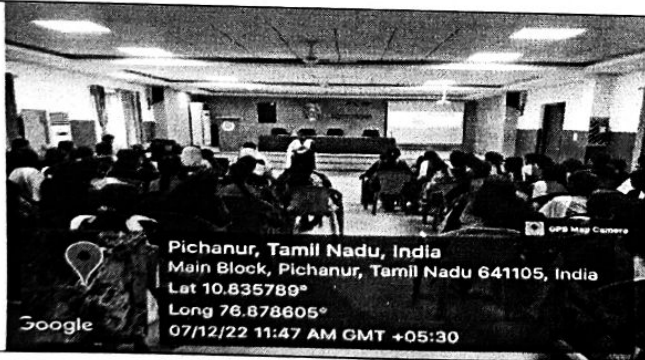 GPS Map Camera
Pichanur, Tamil Nadu, India
Main Block, Pichanur, Tamil Nadu 641105, India
Lat 10.835789°
Long 76.878605°
07/12/22 11:47 AM GMT +05:30
Google